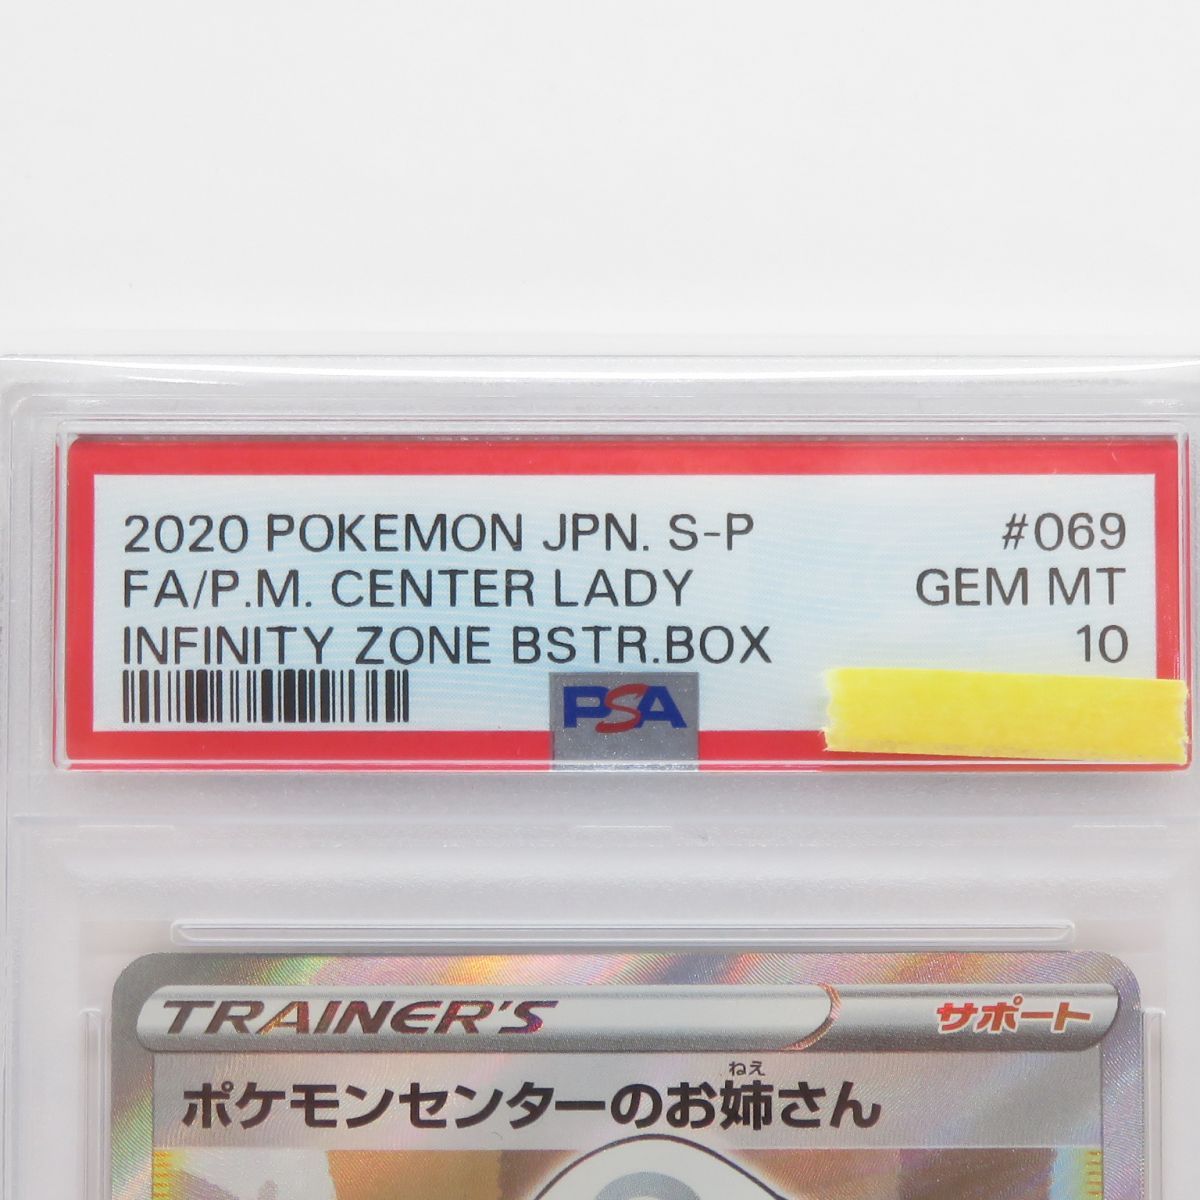 2020 POKEMON JPN. S-P #069
FA/P.M. CENTER LADY GEM MT
INFINITY ZONE BSTR.BOX 10
PSA
TRAINER'S サポート
ねえ
ポケモンセンターのお姉さん